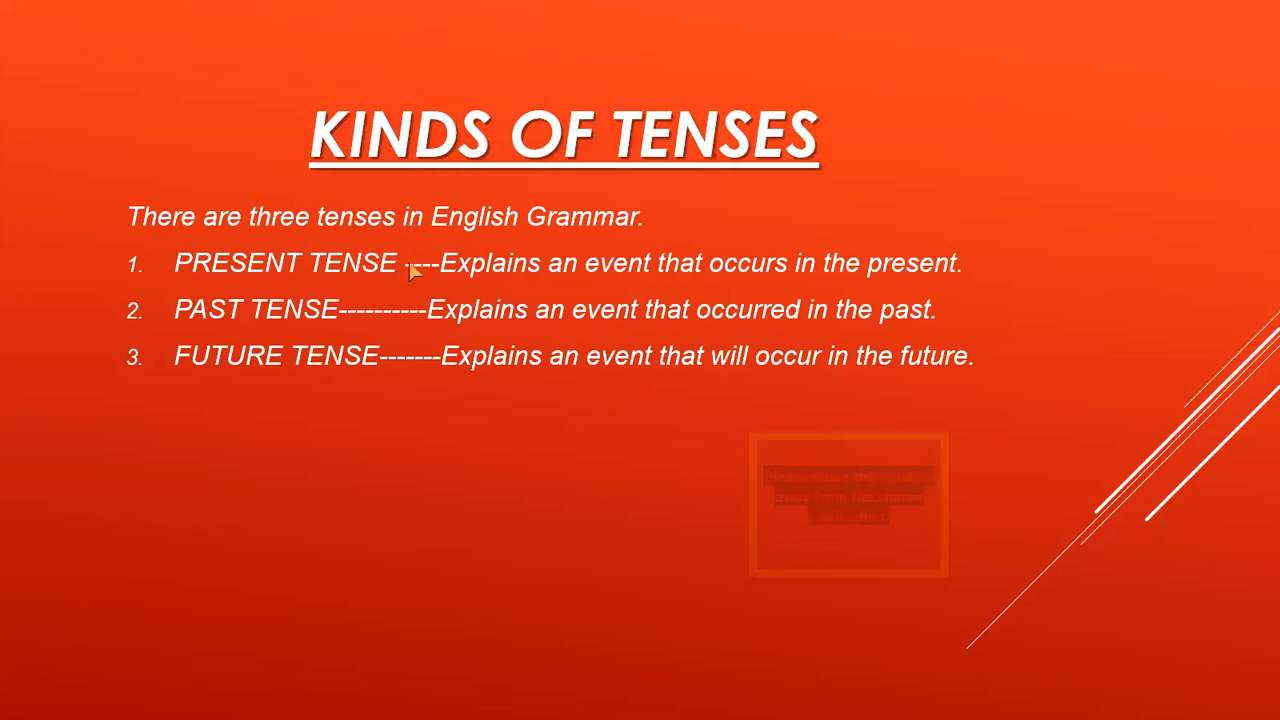 KINDS OF TENSES
There are three tenses in English Grammar.
1. PRESENT TENSE ----Explains an event that occurs in the present.
2. PAST TENSE----------Explains an event that occurred in the past.
3. FUTURE TENSE-------Explains an event that will occur in the future.